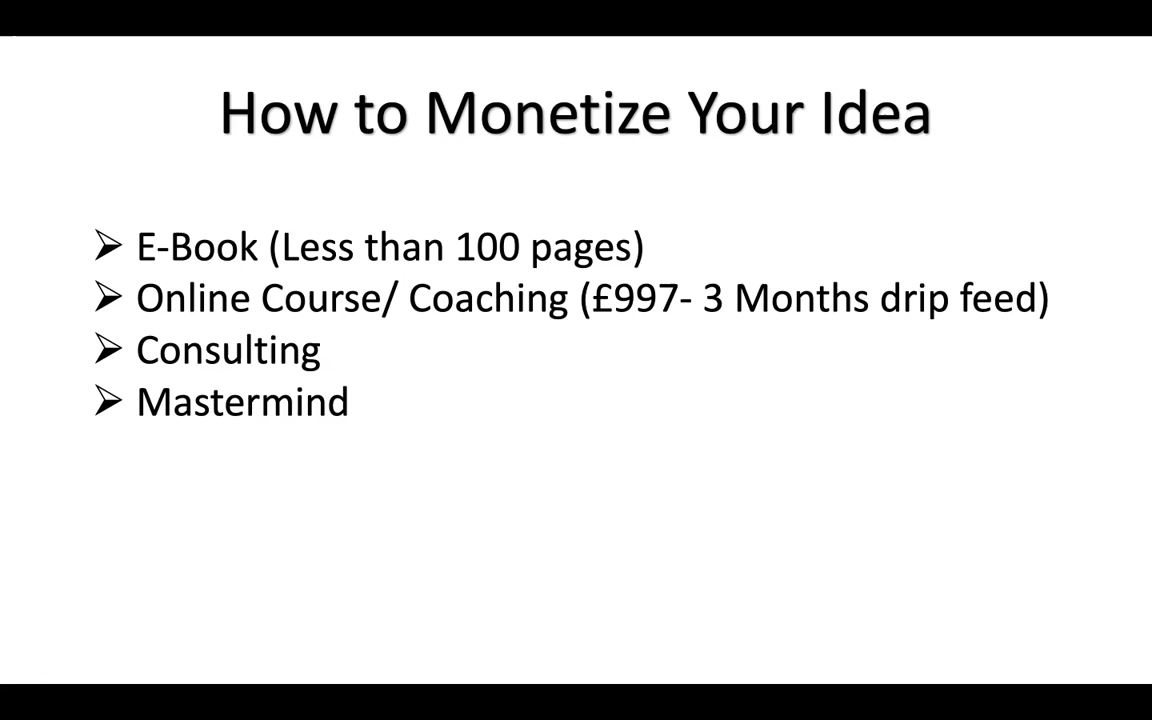 How to Monetize Your Idea
➢ E-Book (Less than 100 pages)
➢ Online Course/ Coaching (£997- 3 Months drip feed)
➢ Consulting
➢ Mastermind